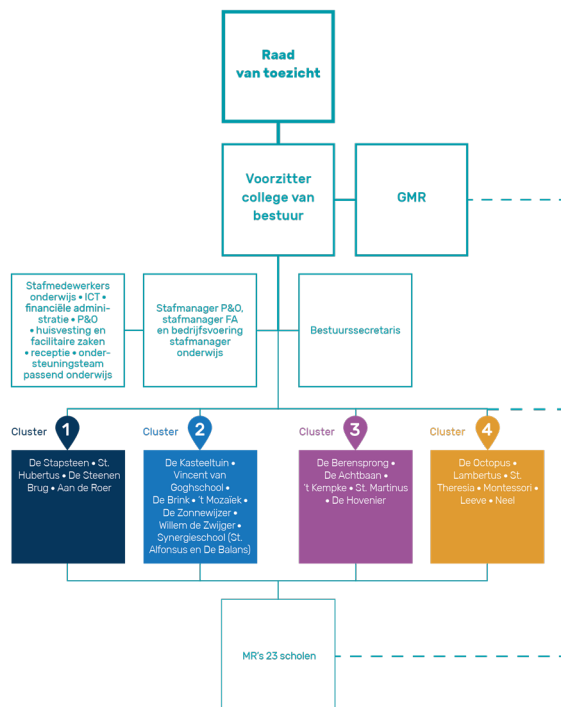 Raad
van toezicht
Voorzitter
college van
bestuur
GMR
Stafmedewerkers
onderwijs • ICT •
financiële admini-
stratie • P&O
• huisvesting en
facilitaire zaken
• receptie • onder-
steuningsteam
passend onderwijs
Stafmanager P&O,
stafmanager FA
en bedrijfsvoering
stafmanager
onderwijs
Bestuurssecretaris
Cluster 1
De Stapsteen • St.
Hubertus • De Steenen
Brug • Aan de Roer
Cluster 2
De Kasteeltuin •
Vincent van
Goghschool •
De Brink • 't Mozaïek •
De Zonnewijzer •
Willem de Zwijger •
Synergieschool (St.
Alfonsus en De Balans)
Cluster 3
De Berensprong •
De Achtbaan •
't Kempke • St. Martinus
• De Hovenier
Cluster 4
De Octopus •
Lambertus • St.
Theresia • Montessori •
Leeve • Neel
MR's 23 scholen